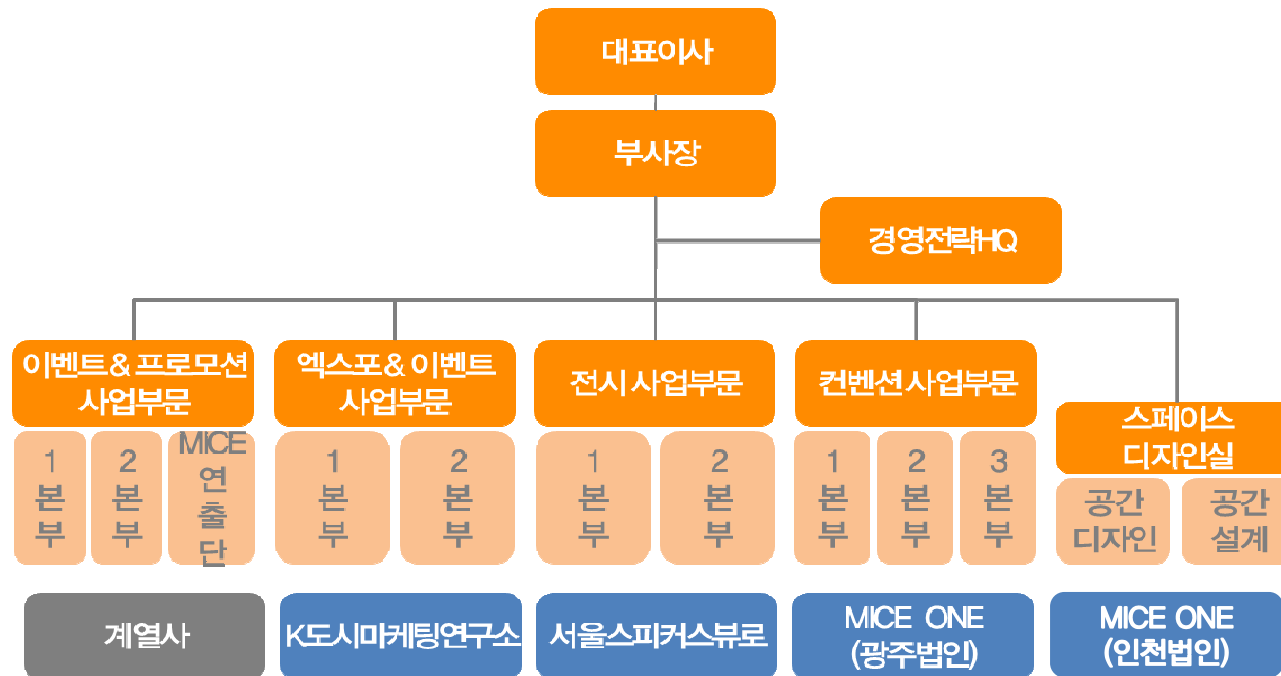 대표이사
부사장
경영전략HQ
이벤트&프로모션
사업부문
엑스포&이벤트
사업부문
전시 사업부문
컨벤션 사업부문
스페이스
디자인실
1
본
부
2
본
부
MICE
연
출
단
1
본
부
2
본
부
1
본
부
2
본
부
1
본
부
2
본
부
3
본
부
공간
디자인
공간
설계
계열사
K도시마케팅연구소
서울스피커스뷰로
MICE ONE
(광주법인)
MICE ONE
(인천법인)